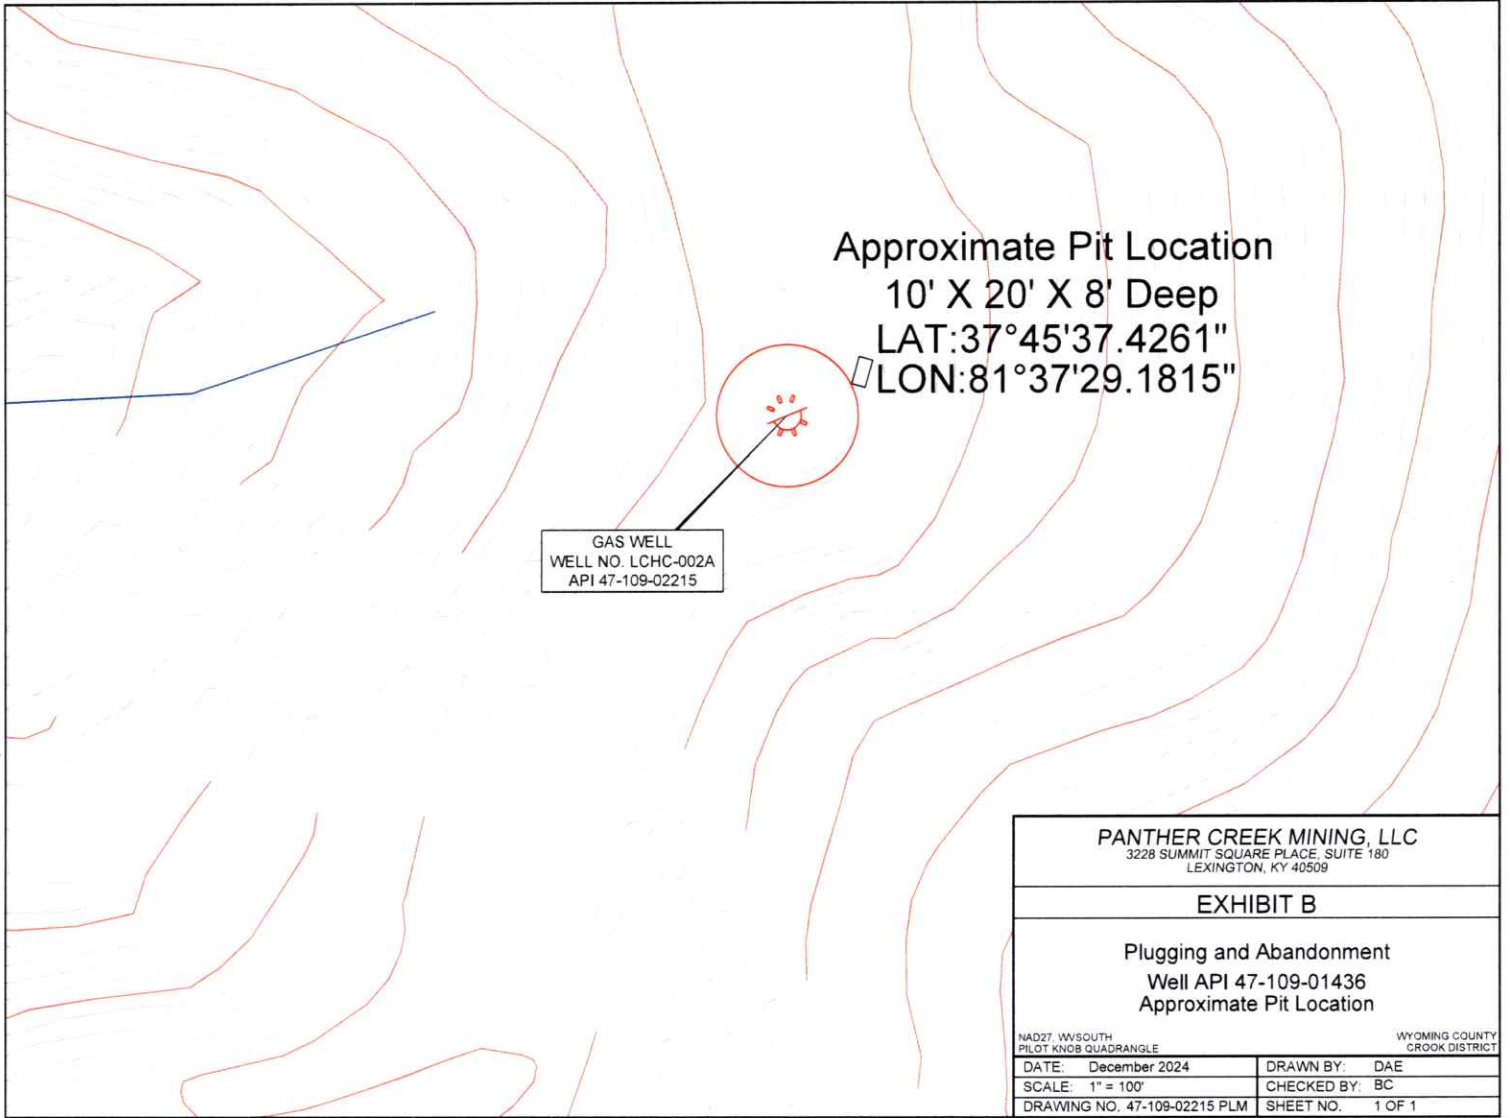 Approximate Pit Location
10' X 20' X 8' Deep
LAT:37°45'37.4261"
LON:81°37'29.1815"
GAS WELL
WELL NO. LCHC-002A
API 47-109-02215
PANTHER CREEK MINING, LLC
3228 SUMMIT SQUARE PLACE, SUITE 180
LEXINGTON, KY 40509
EXHIBIT B
Plugging and Abandonment
Well API 47-109-01436
Approximate Pit Location
NAD27, WVSOUTH
PILOT KNOB QUADRANGLE
WYOMING COUNTY
CROOK DISTRICT
DATE: December 2024
DRAWN BY: DAE
SCALE: 1" = 100'
CHECKED BY: BC
DRAWING NO. 47-109-02215 PLM
SHEET NO. 1 OF 1